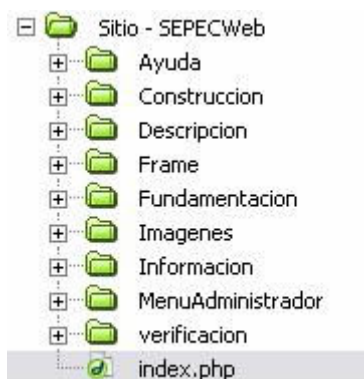 Sitio - SEPECWeb
Ayuda
Construccion
Descripcion
Frame
Fundamentacion
Imagenes
Informacion
MenuAdministrador
verificacion
index.php